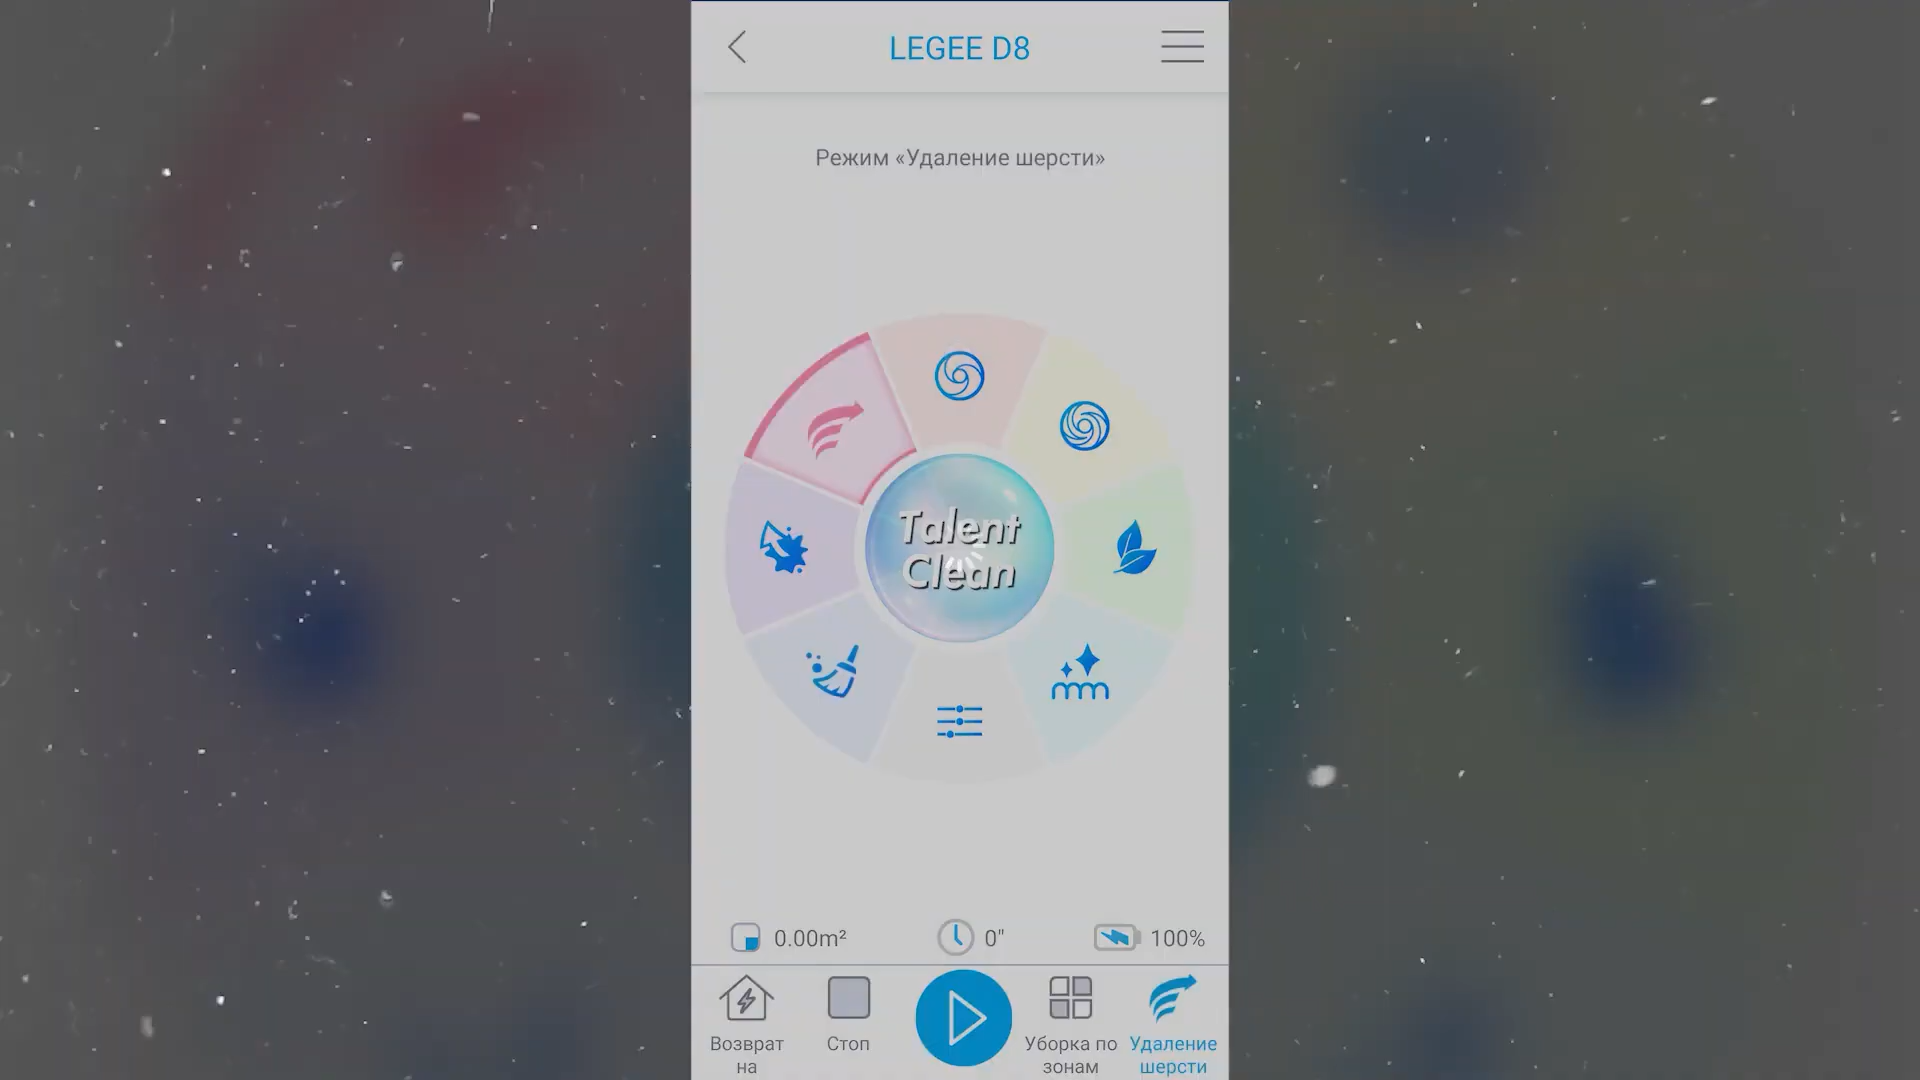 LEGEE D8
Режим «Удаление шерсти»
Talent
Clean
0.00m²
0"
100%
Возврат
на
Стоп
Уборка по
зонам
Удаление
шерсти